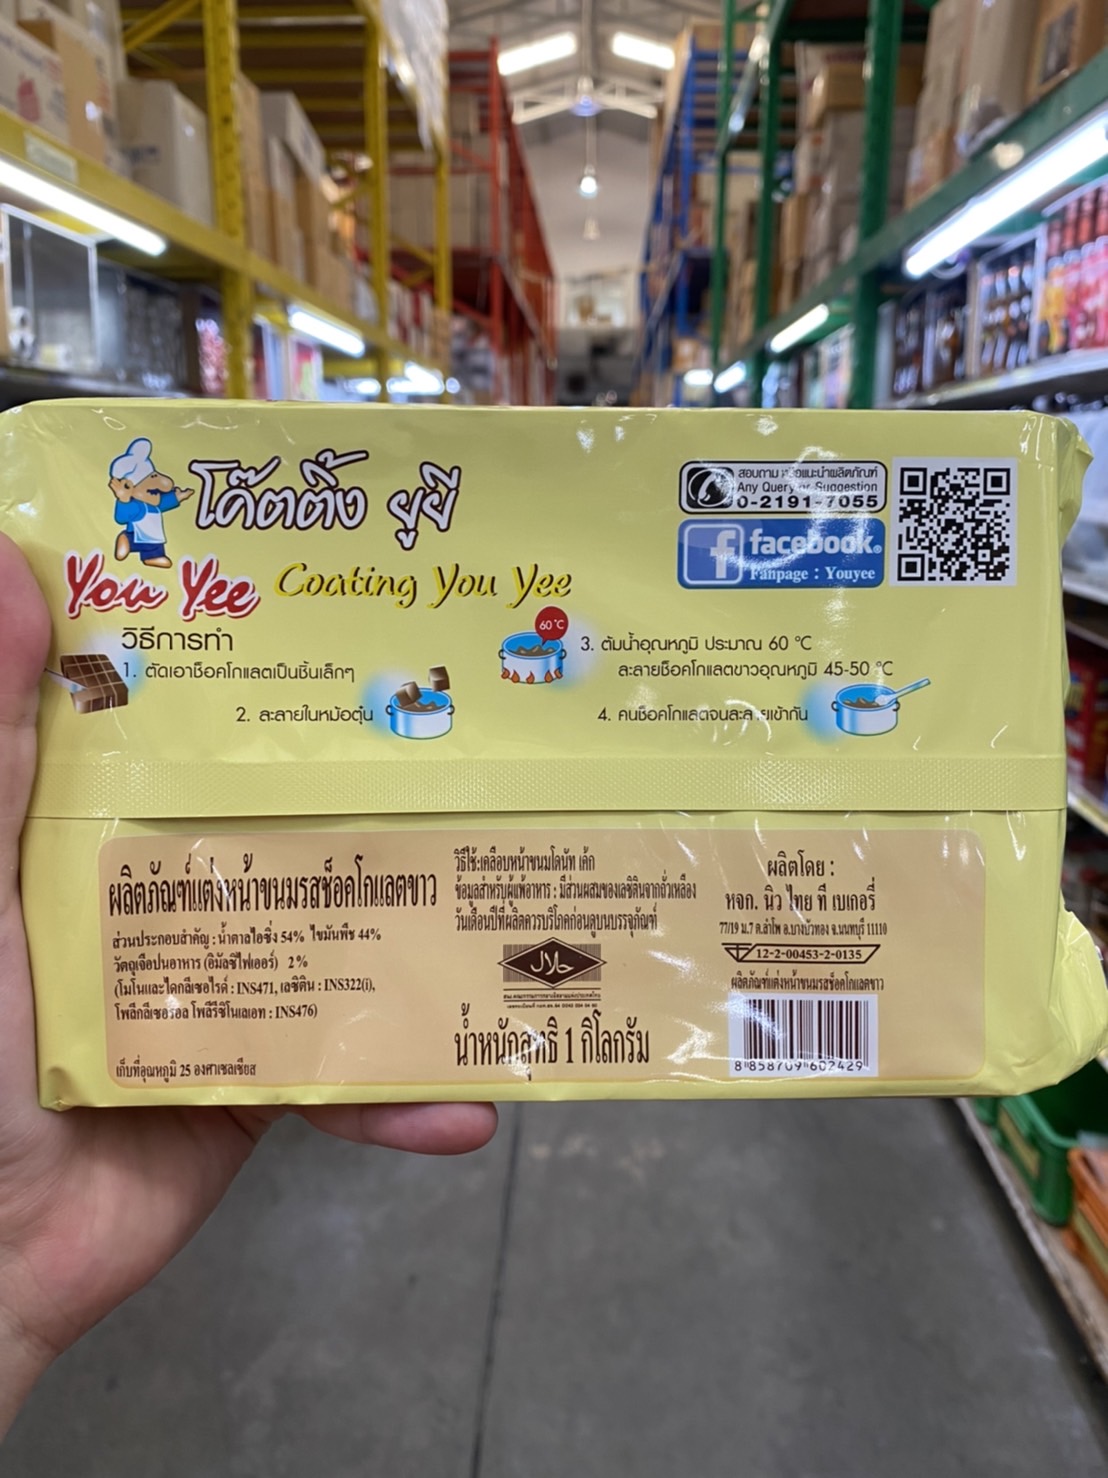 โค๊ตติ้ง ยูยี
You Yee Coating You Yee
สอบถาม หรือแนะนำผลิตภัณฑ์
Any Query or Suggestion
0-2191-7055
facebook.
Fanpage : Youyee
วิธีการทำ
1. ตัดเอาช็อคโกแลตเป็นชิ้นเล็กๆ
2. ละลายในหม้อตุ๋น
60°C
3. ต้มน้ำอุณหภูมิ ประมาณ 60 °C
ละลายช็อคโกแลตขาวอุณหภูมิ 45-50 °C
4. คนช็อคโกแลตจนละลายเข้ากัน
ผลิตภัณฑ์แต่งหน้าขนมรสช็อคโกแลตขาว
ส่วนประกอบสำคัญ : น้ำตาลไอซิ่ง 54% ไขมันพืช 44%
วัตถุเจือปนอาหาร (อิมัลซิไฟเออร์) 2%
(โมโนและไดกลีเซอไรด์ : INS471, เลซิติน : INS322(i),
โพลีกลีเซอรอล โพลีริซิโนเลเอท : INS476)
เก็บที่อุณหภูมิ 25 องศาเซลเซียส
วิธีใช้:เคลือบหน้าขนมโดนัท เค้ก
ข้อมูลสำหรับผู้แพ้อาหาร : มีส่วนผสมของเลซิตินจากถั่วเหลือง
วันเดือนปีที่ผลิตควรบริโภคก่อนดูบนบรรจุภัณฑ์
حلال
น้ำหนักสุทธิ 1 กิโลกรัม
ผลิตโดย :
หจก. นิว ไทย ที เบเกอรี่
77/19 ม.7 ต.ลำโพ อ.บางบัวทอง จ.นนทบุรี 11110
12-2-00453-2-0135
ผลิตภัณฑ์แต่งหน้าขนมรสช็อคโกแลตขาว
8 858709 602429